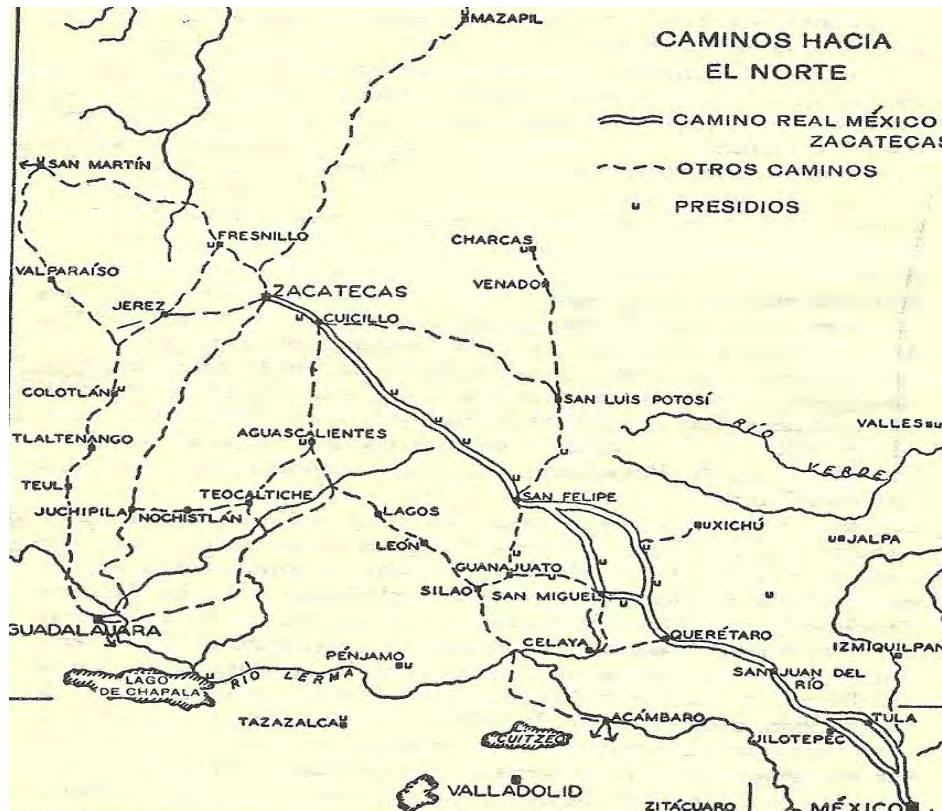 MAZAPIL
CAMINOS HACIA
EL NORTE
CAMINO REAL MÉXICO
ZACATECAS
OTROS CAMINOS
PRESIDIOS
SAN MARTÍN
FRESNILLO
CHARCAS
VALPARAÍSO
VENADO
ZACATECAS
JEREZ
CUICILLO
COLOTLÁN
SAN LUIS POTOSÍ
RÍO
VERDE
VALLES
TLALTENANGO
AGUASCALIENTES
TEUL
TEOCALTICHE
SAN FELIPE
JUCHIPILA
NOCHISTLÁN
LAGOS
XICHÚ
LEÓN
JALPA
GUANAJUATO
SILAO
SAN MIGUEL
GUADALAUARA
CELAYA
QUERÉTARO
IZMIQUILPAN
PÉNJAMO
SAN JUAN DEL
RÍO
LAGO
DE CHAPALA
RÍO LERMA
TAZAZALCA
ACÁMBARO
TULA
L.
CUITZEO
JILOTEPEC
VALLADOLID
ZITÁCUARO
MÉXICO